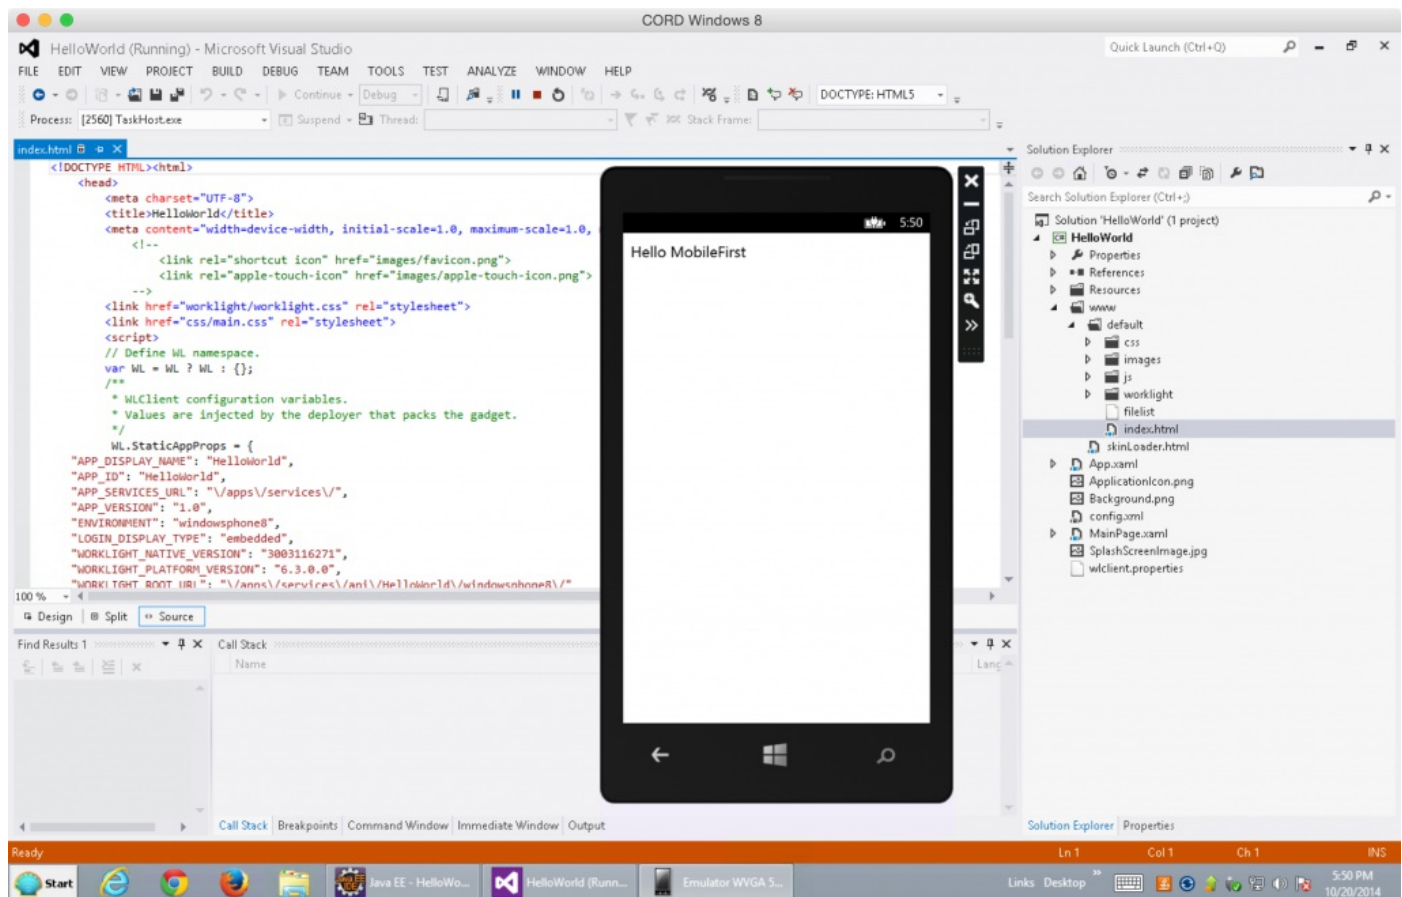 CORD Windows 8
HelloWorld (Running) - Microsoft Visual Studio
Quick Launch (Ctrl+Q)
FILE EDIT VIEW PROJECT BUILD DEBUG TEAM TOOLS TEST ANALYZE WINDOW HELP
Continue Debug DOCTYPE: HTML5
Process: [2560] TaskHost.exe Suspend Thread: Stack Frame:
index.html
<!DOCTYPE HTML><html>
<head>
<meta charset="UTF-8">
<title>HelloWorld</title>
<meta content="width=device-width, initial-scale=1.0, maximum-scale=1.0,
<!--
<link rel="shortcut icon" href="images/favicon.png">
<link rel="apple-touch-icon" href="images/apple-touch-icon.png">
-->
<link href="worklight/worklight.css" rel="stylesheet">
<link href="css/main.css" rel="stylesheet">
<script>
// Define WL namespace.
var WL = WL ? WL : {};
/**
* WLClient configuration variables.
* Values are injected by the deployer that packs the gadget.
*/
WL.StaticAppProps = {
"APP_DISPLAY_NAME": "HelloWorld",
"APP_ID": "HelloWorld",
"APP_SERVICES_URL": "\/apps\/services\/",
"APP_VERSION": "1.0",
"ENVIRONMENT": "windowsphone8",
"LOGIN_DISPLAY_TYPE": "embedded",
"WORKLIGHT_NATIVE_VERSION": "3003116271",
"WORKLIGHT_PLATFORM_VERSION": "6.3.0.0",
"WORKLIGHT_ROOT_URL": "\/apps\/services\/api\/HelloWorld\/windowsphone8\/"
100 %
Design Split Source
5:50
Hello MobileFirst
Solution Explorer
Search Solution Explorer (Ctrl+;)
Solution 'HelloWorld' (1 project)
HelloWorld
Properties
References
Resources
www
default
css
images
js
worklight
filelist
index.html
skinLoader.html
App.xaml
ApplicationIcon.png
Background.png
config.xml
MainPage.xaml
SplashScreenImage.jpg
wlclient.properties
Find Results 1
Call Stack
Name
Lang
Call Stack Breakpoints Command Window Immediate Window Output
Solution Explorer Properties
Ready Ln 1 Col 1 Ch 1 INS
Start Java EE - HelloWo... HelloWorld (Runn... Emulator WVGA 5... Links Desktop
5:50 PM
10/20/2014